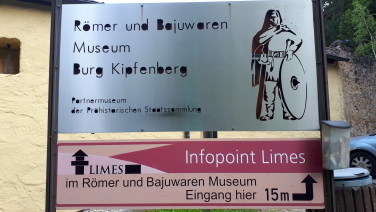 Römer und Bajuwaren
Museum
Burg Kipfenberg
Partnermuseum
der Prähistorischen Staatssammlung
Infopoint Limes
LIMES
im Römer und Bajuwaren Museum
Eingang hier 15m